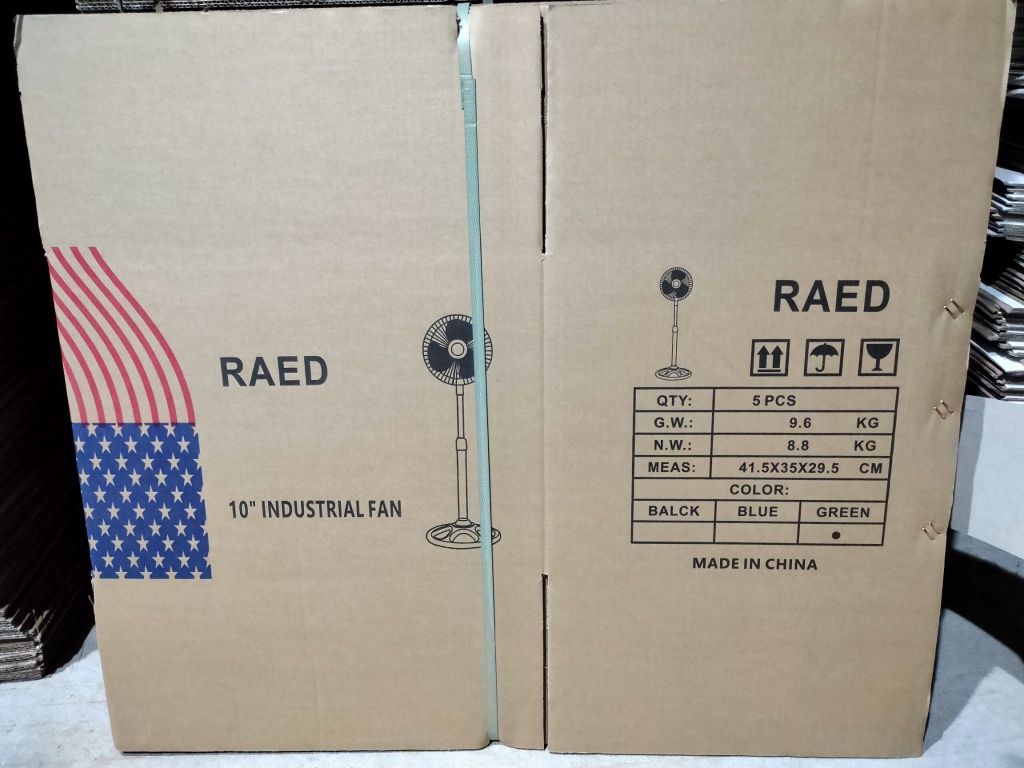 RAED
10" INDUSTRIAL FAN
RAED
QTY: 5 PCS
G.W.: 9.6 KG
N.W.: 8.8 KG
MEAS: 41.5X35X29.5 CM
COLOR:
BALCK BLUE GREEN
MADE IN CHINA